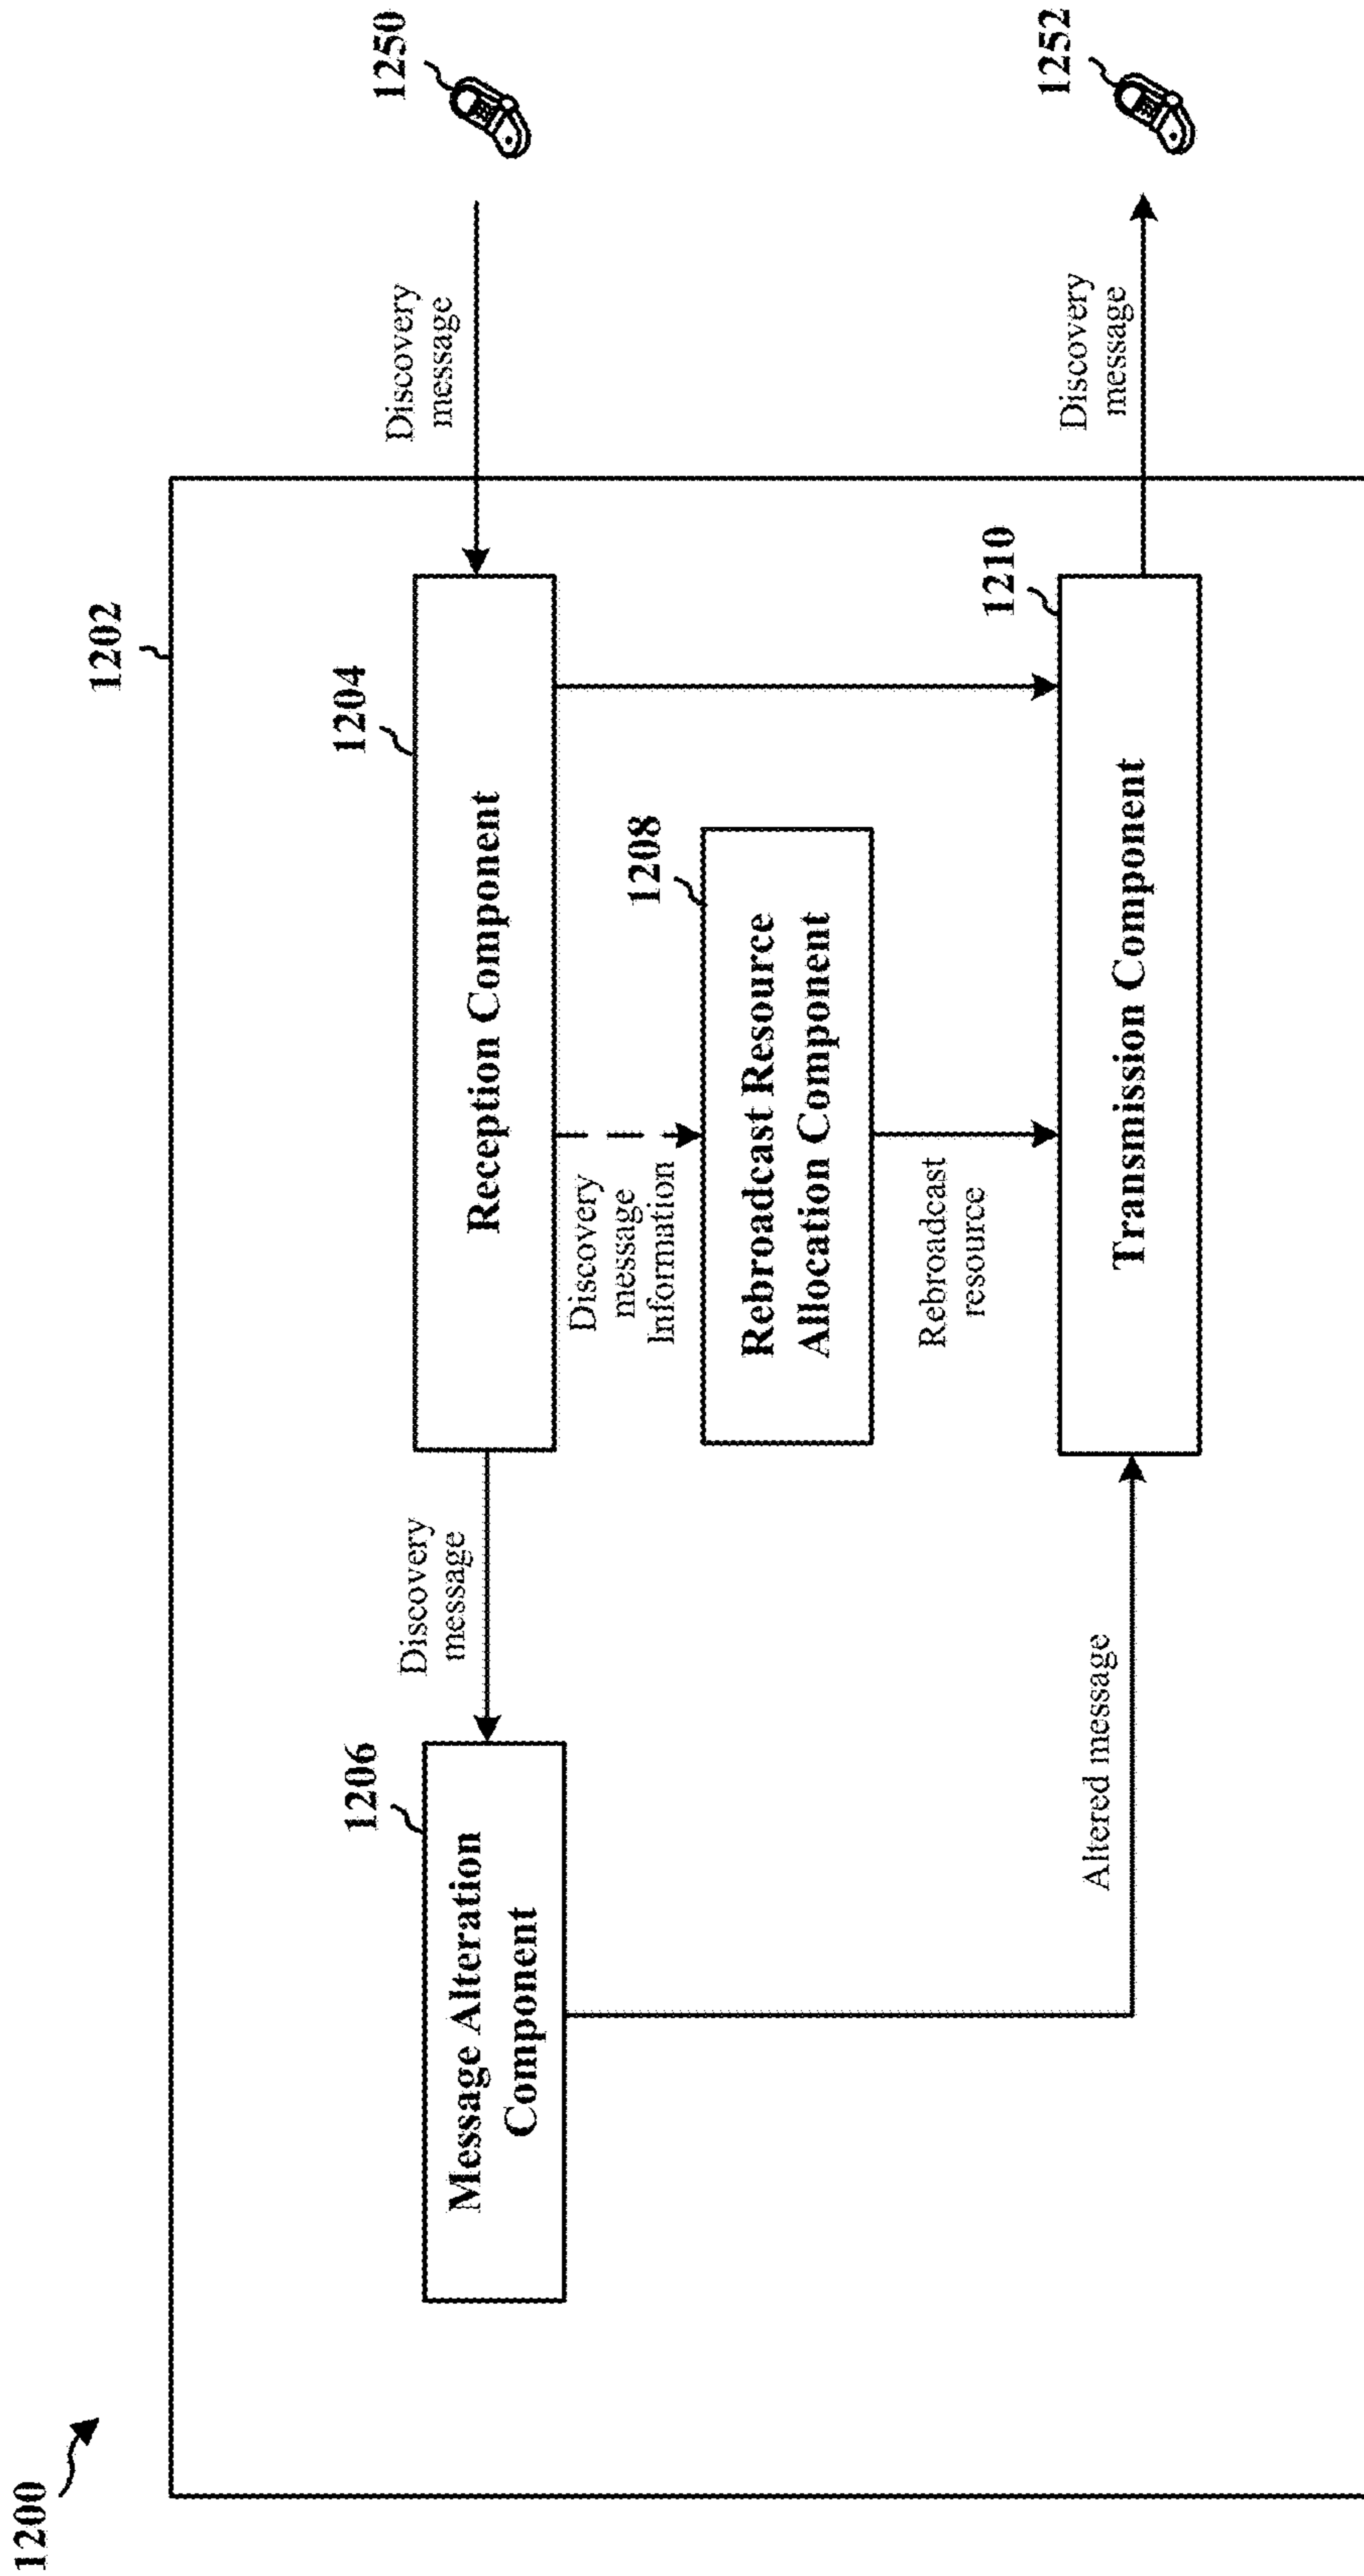 1200
1202
1250
Discovery
message
1204
Reception Component
Discovery
message
1206
Message Alteration
Component
Discovery
message
Information
1208
Rebroadcast Resource
Allocation Component
Rebroadcast
resource
1210
Transmission Component
Altered message
Discovery
message
1252